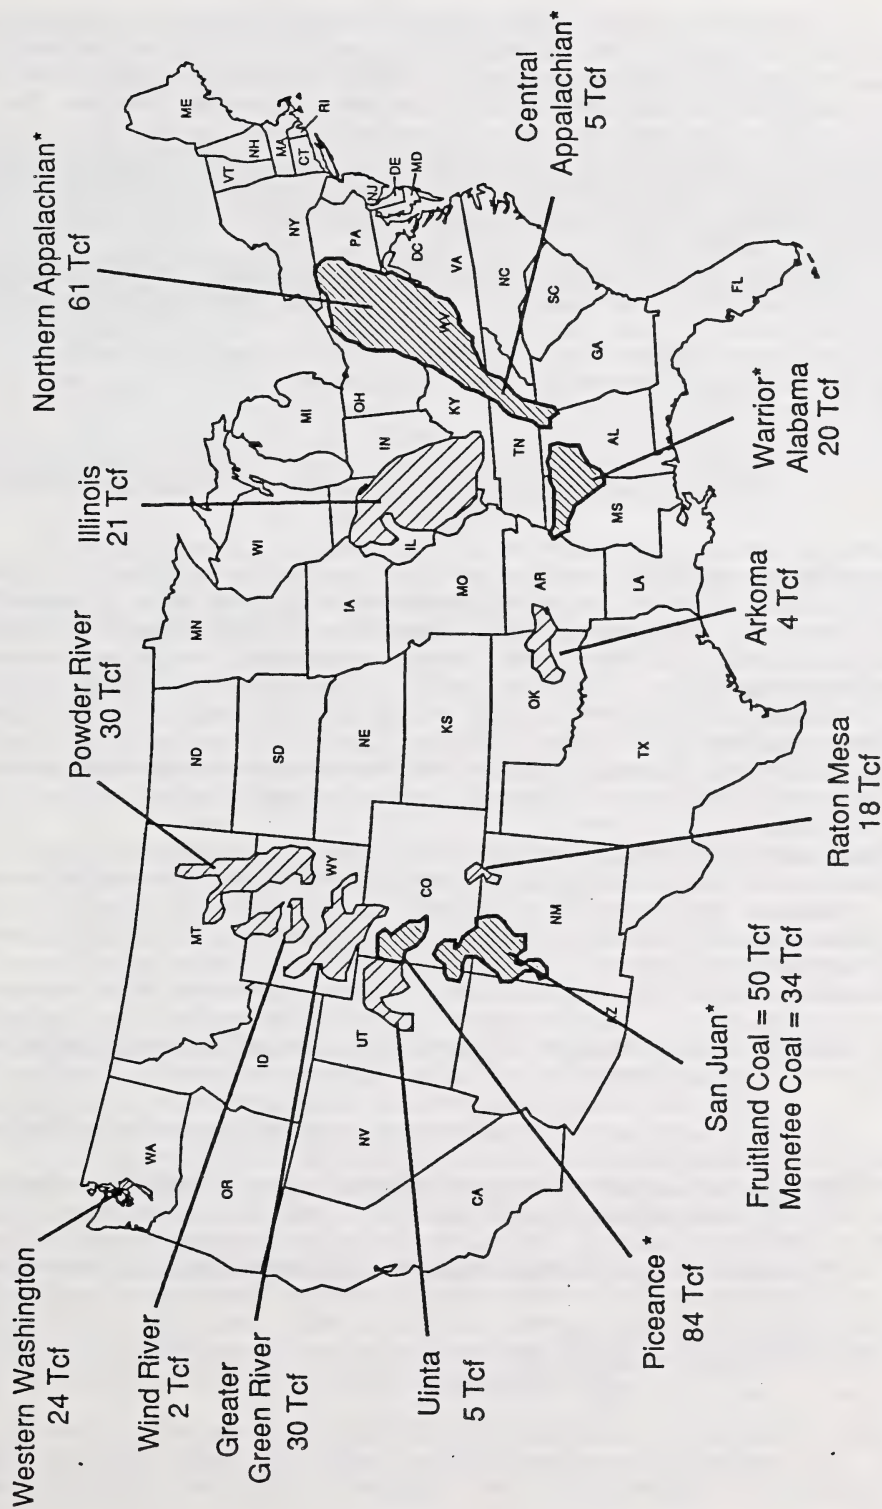 Western Washington
24 Tcf
Wind River
2 Tcf
Greater
Green River
30 Tcf
Uinta
5 Tcf
Piceance*
84 Tcf
San Juan*
Fruitland Coal = 50 Tcf
Menefee Coal = 34 Tcf
Raton Mesa
18 Tcf
Arkoma
4 Tcf
Warrior*
Alabama
20 Tcf
Central
Appalachian*
5 Tcf
Northern Appalachian*
61 Tcf
Illinois
21 Tcf
Powder River
30 Tcf
WA
OR
CA
NV
ID
MT
WY
UT
CO
AZ
NM
ND
SD
NE
KS
OK
TX
MN
IA
MO
AR
LA
WI
IL
MI
IN
OH
KY
TN
MS
AL
GA
FL
SC
NC
VA
WV
DC
MD
DE
NJ
PA
NY
CT
RI
MA
VT
NH
ME